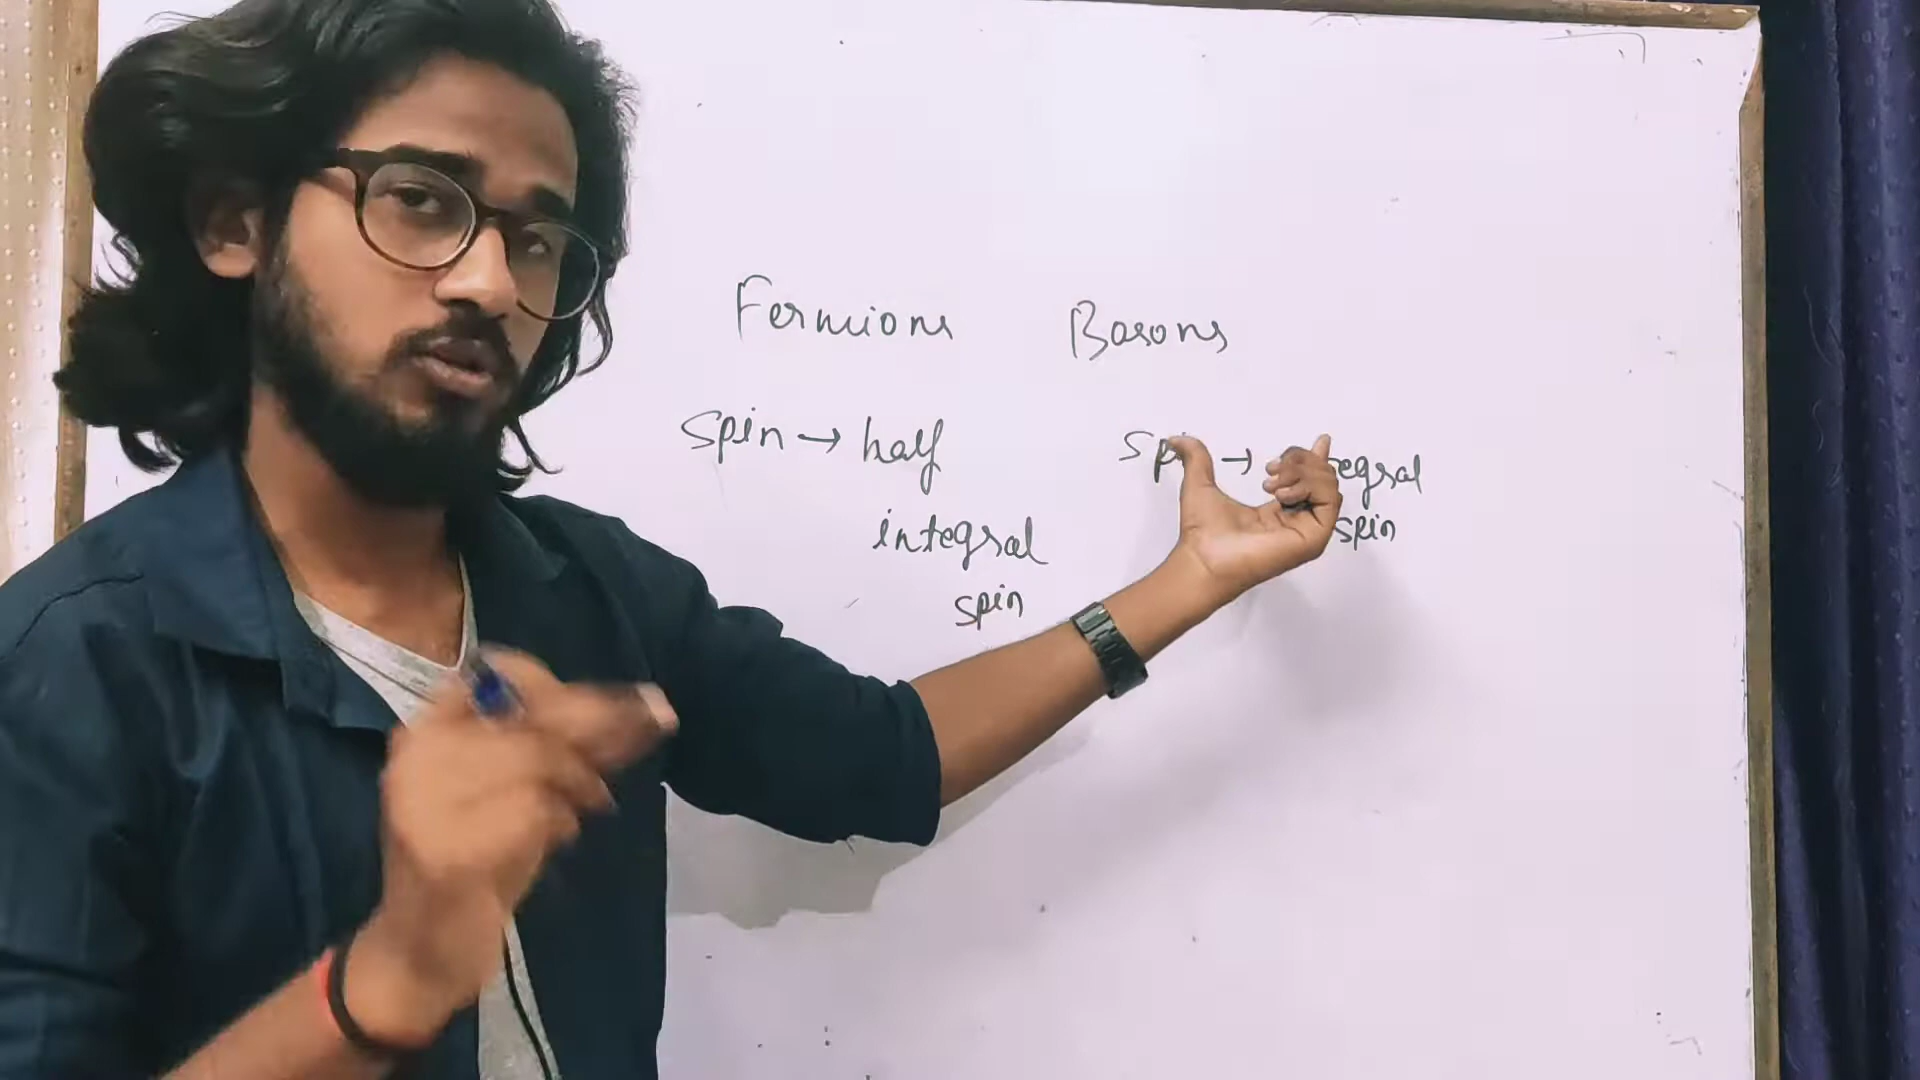 Fermions
Bosons
Spin → half
integral
spin
→
spin